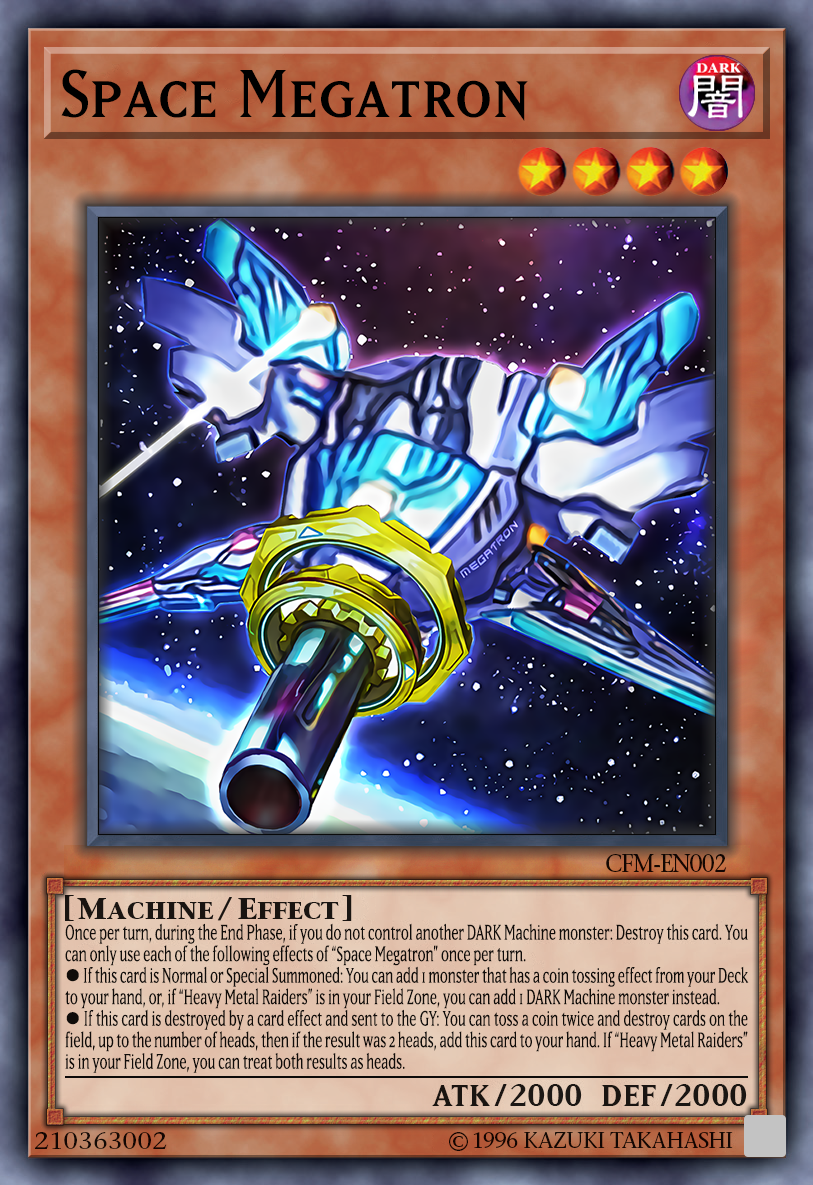 Space Megatron
DARK
闇
MEGATRON
CFM-EN002
[Machine/Effect]
Once per turn, during the End Phase, if you do not control another DARK Machine monster: Destroy this card. You
can only use each of the following effects of “Space Megatron” once per turn.
● If this card is Normal or Special Summoned: You can add 1 monster that has a coin tossing effect from your Deck
to your hand, or, if “Heavy Metal Raiders” is in your Field Zone, you can add 1 DARK Machine monster instead.
● If this card is destroyed by a card effect and sent to the GY: You can toss a coin twice and destroy cards on the
field, up to the number of heads, then if the result was 2 heads, add this card to your hand. If “Heavy Metal Raiders”
is in your Field Zone, you can treat both results as heads.
ATK/2000 DEF/2000
210363002 © 1996 KAZUKI TAKAHASHI